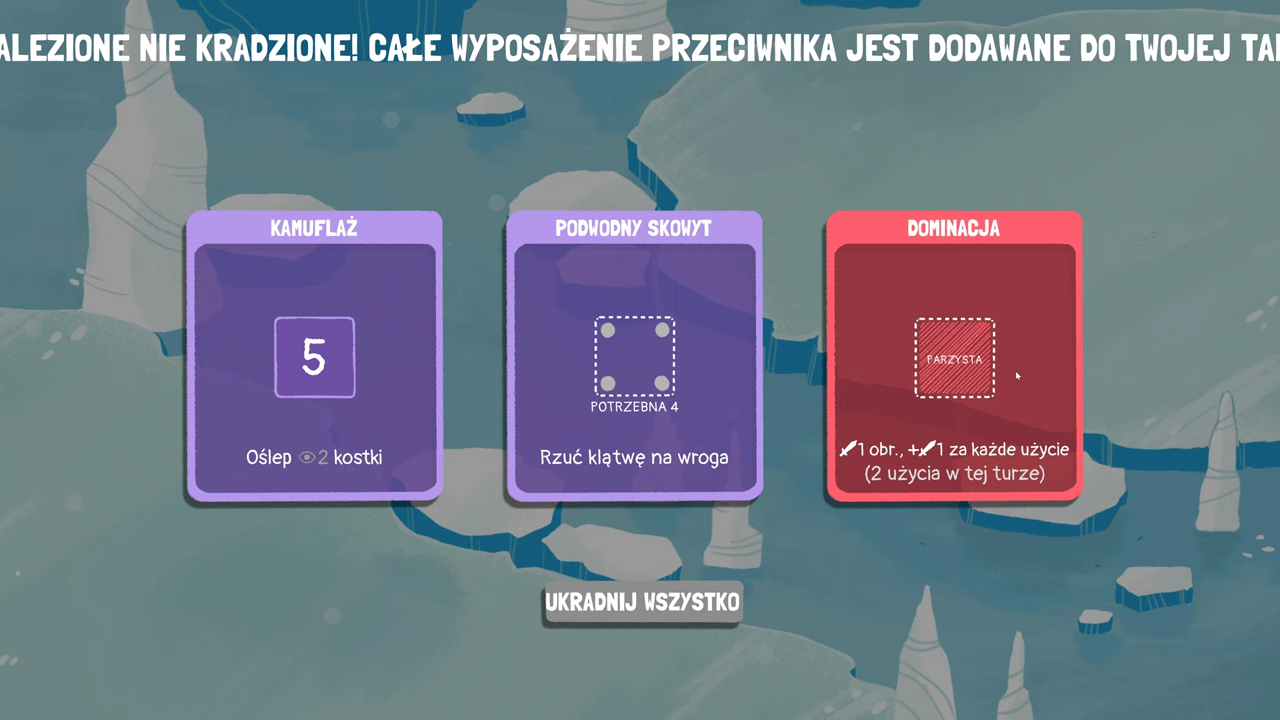 ALEZIONE NIE KRADZIONE! CAŁE WYPOSAŻENIE PRZECIWNIKA JEST DODAWANE DO TWOJEJ TA
KAMUFLAŻ
5
Oślep 2 kostki
PODWODNY SKOWYT
POTRZEBNA 4
Rzuć klątwę na wroga
DOMINACJA
PARZYSTA
1 obr., +1 za każde użycie
(2 użycia w tej turze)
UKRADNIJ WSZYSTKO